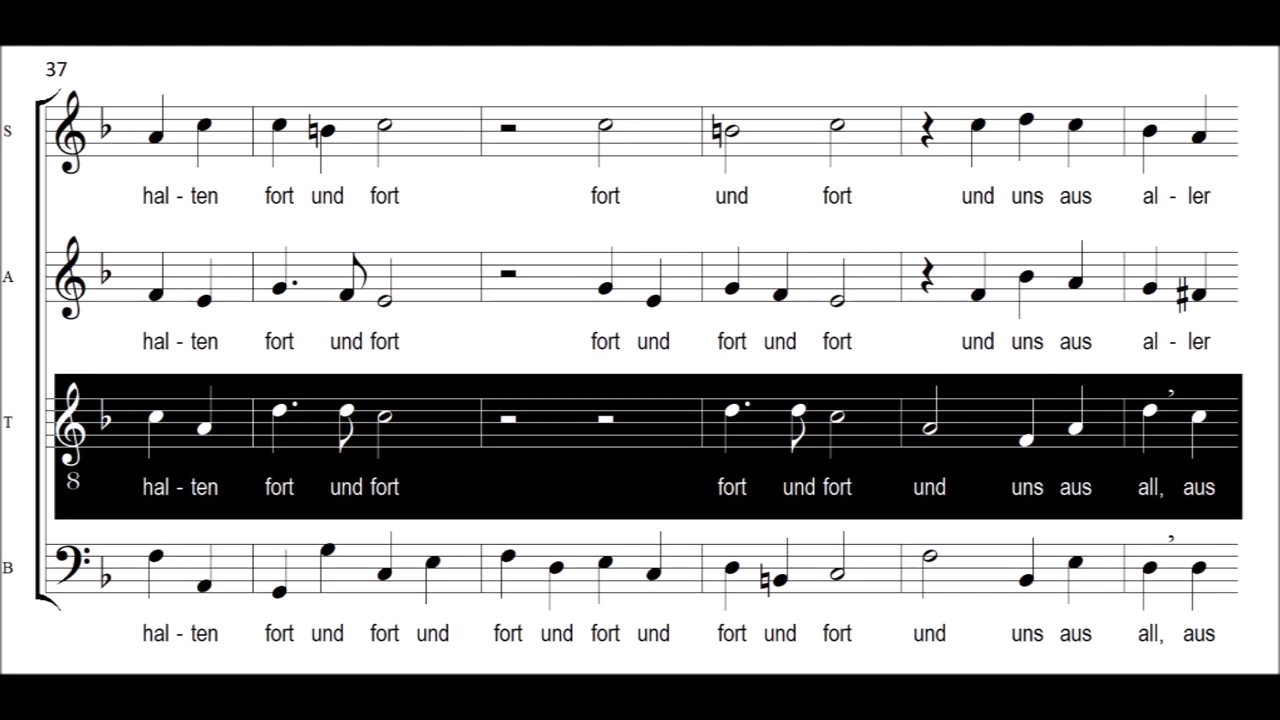 37
S
hal - ten fort und fort fort und fort und uns aus al - ler
A
hal - ten fort und fort fort und fort und fort und uns aus al - ler
T
8
hal - ten fort und fort fort und fort und uns aus all, aus
B
hal - ten fort und fort und fort und fort und fort und fort und uns aus all, aus